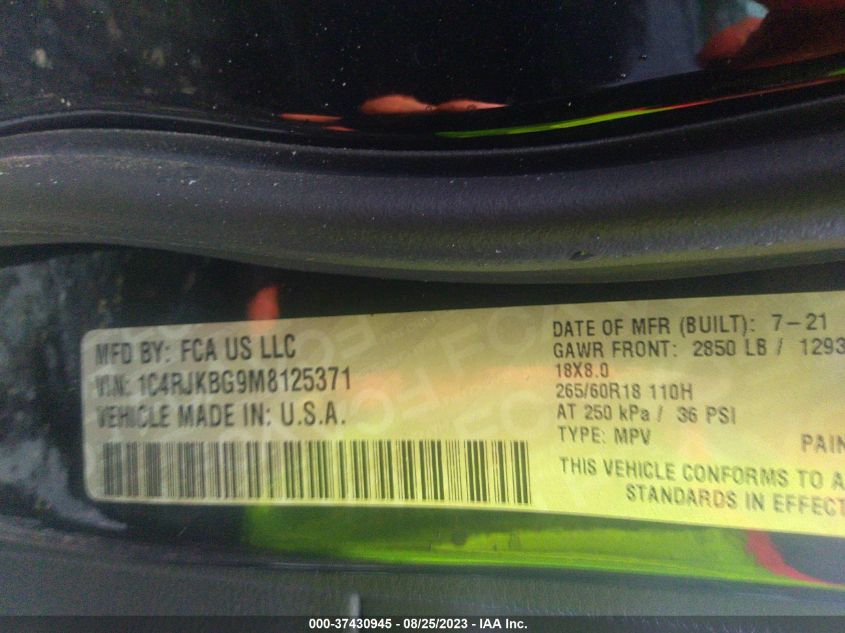 MFD BY: FCA US LLC
VIN: 1C4RJKBG9M8125371
VEHICLE MADE IN: U.S.A.
DATE OF MFR (BUILT): 7-21
GAWR FRONT: 2850 LB / 1293
18X8.0
265/60R18 110H
AT 250 kPa / 36 PSI
TYPE: MPV
PAIN
THIS VEHICLE CONFORMS TO A
STANDARDS IN EFFECT
000-37430945 - 08/25/2023 - IAA Inc.